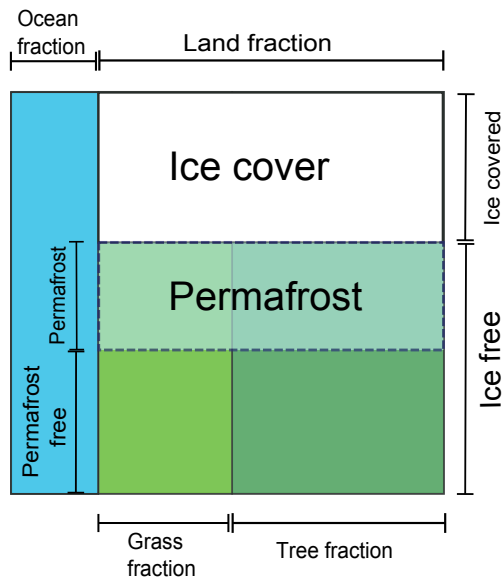 Ocean
fraction
Land fraction
Ice cover
Ice covered
Permafrost
Permafrost
Ice free
Permafrost
free
Grass
fraction
Tree fraction